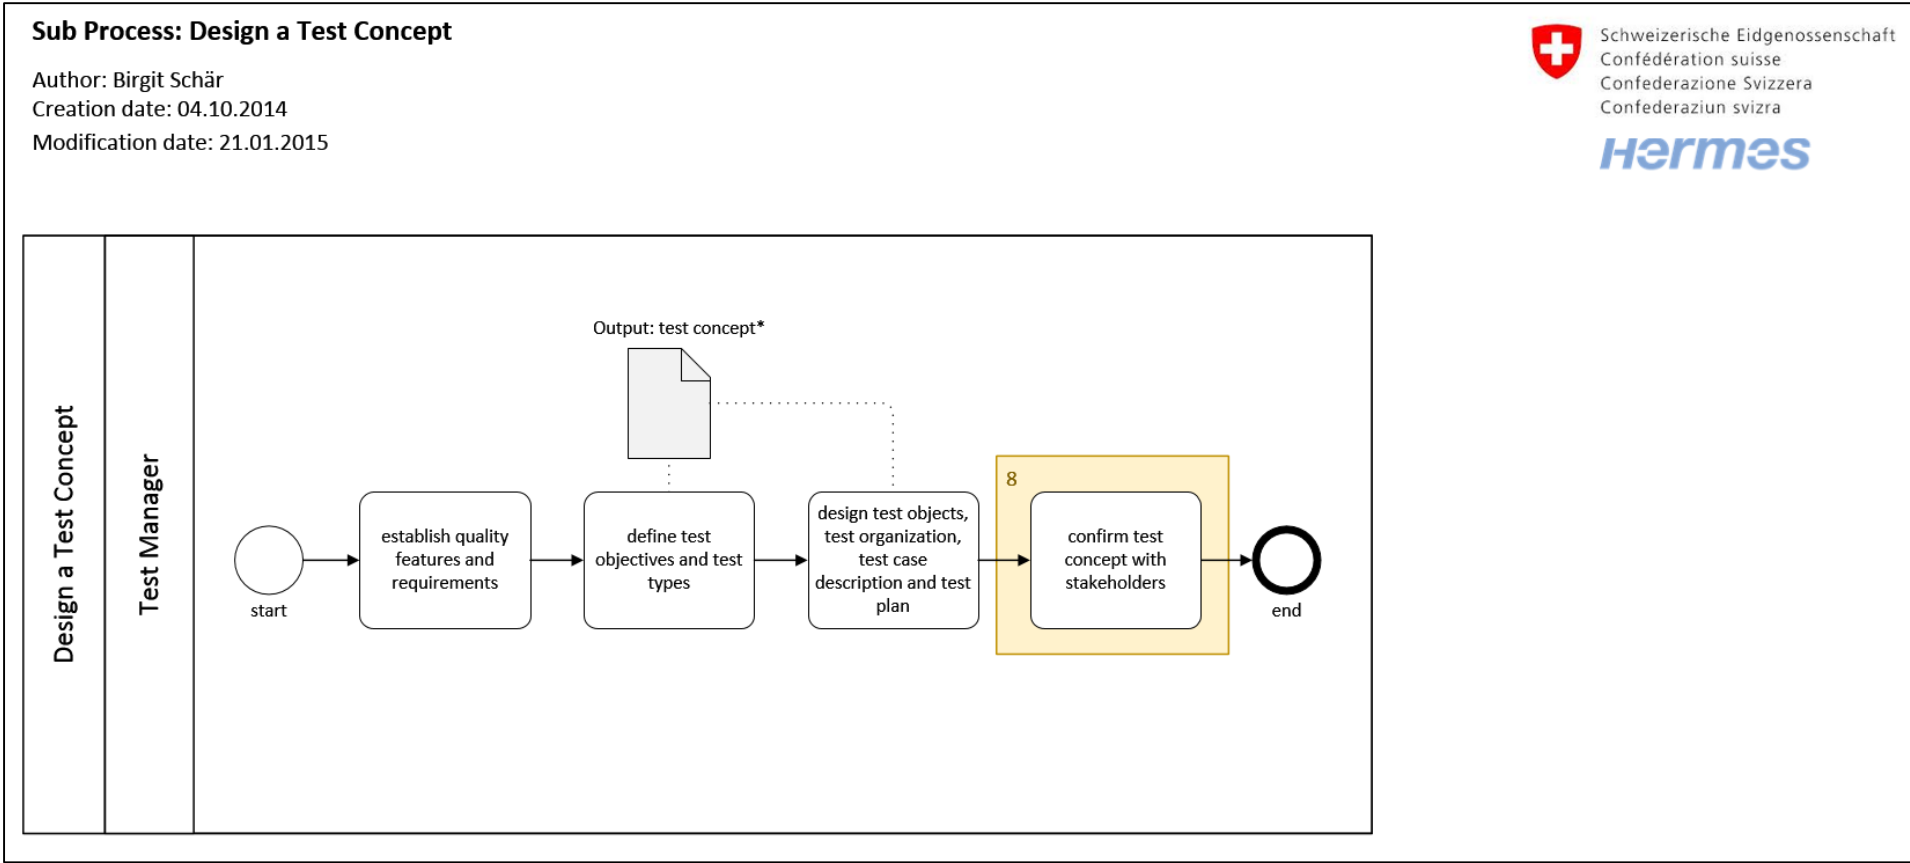 Sub Process: Design a Test Concept
Author: Birgit Schär
Creation date: 04.10.2014
Modification date: 21.01.2015
Schweizerische Eidgenossenschaft
Confédération suisse
Confederazione Svizzera
Confederaziun svizra
Hermes
Design a Test Concept
Test Manager
Output: test concept*
start
establish quality
features and
requirements
define test
objectives and test
types
design test objects,
test organization,
test case
description and test
plan
8
confirm test
concept with
stakeholders
end